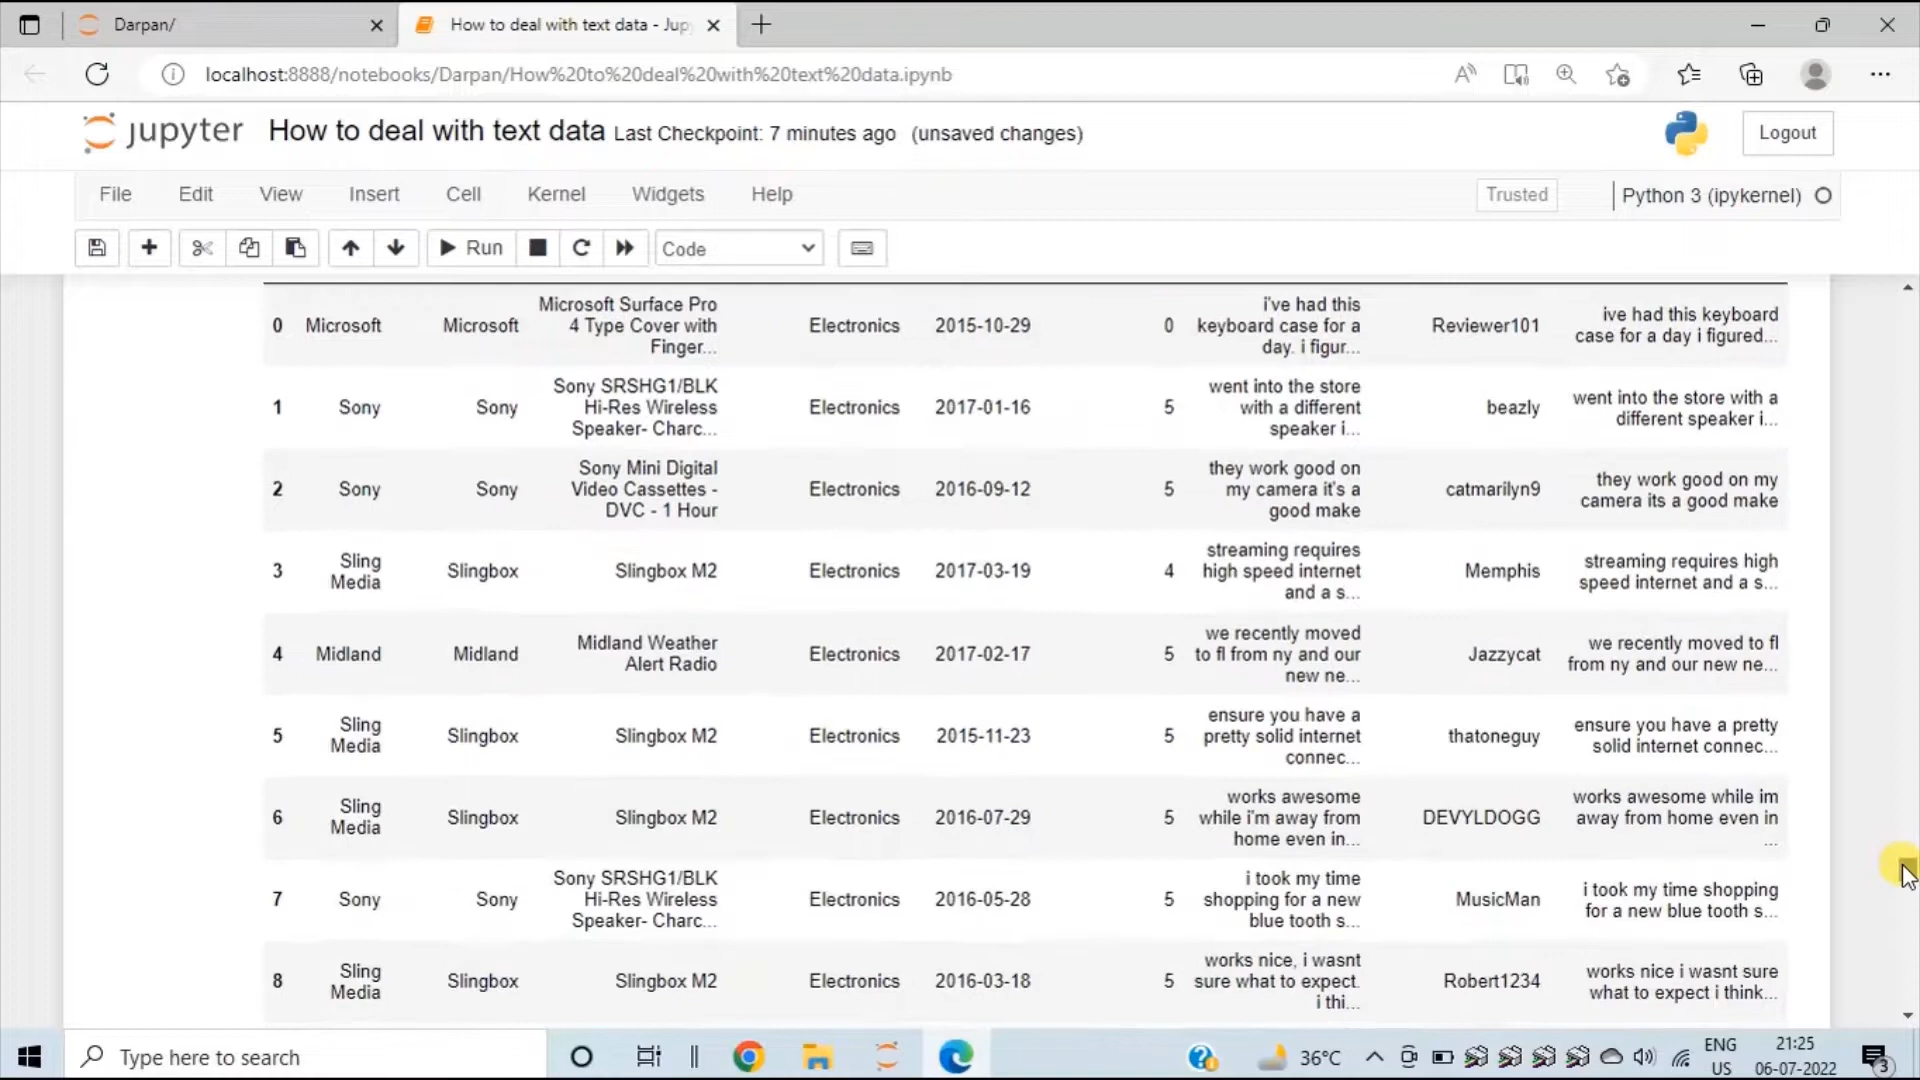 Darpan/
How to deal with text data - Jup
localhost:8888/notebooks/Darpan/How%20to%20deal%20with%20text%20data.ipynb
jupyter How to deal with text data Last Checkpoint: 7 minutes ago (unsaved changes)
Logout
File Edit View Insert Cell Kernel Widgets Help
Trusted
Python 3 (ipykernel)
Run
Code
0 Microsoft Microsoft Microsoft Surface Pro
4 Type Cover with
Finger... Electronics 2015-10-29 0 i've had this
keyboard case for a
day. i figur... Reviewer101 ive had this keyboard
case for a day i figured...
1 Sony Sony Sony SRSHG1/BLK
Hi-Res Wireless
Speaker- Charc... Electronics 2017-01-16 5 went into the store
with a different
speaker i... beazly went into the store with a
different speaker i...
2 Sony Sony Sony Mini Digital
Video Cassettes -
DVC - 1 Hour Electronics 2016-09-12 5 they work good on
my camera it's a
good make catmarilyn9 they work good on my
camera its a good make
3 Sling
Media Slingbox Slingbox M2 Electronics 2017-03-19 4 streaming requires
high speed internet
and a s... Memphis streaming requires high
speed internet and a s...
4 Midland Midland Midland Weather
Alert Radio Electronics 2017-02-17 5 we recently moved
to fl from ny and our
new ne... Jazzycat we recently moved to fl
from ny and our new ne...
5 Sling
Media Slingbox Slingbox M2 Electronics 2015-11-23 5 ensure you have a
pretty solid internet
connec... thatoneguy ensure you have a pretty
solid internet connec...
6 Sling
Media Slingbox Slingbox M2 Electronics 2016-07-29 5 works awesome
while i'm away from
home even in... DEVYLDOGG works awesome while im
away from home even in
...
7 Sony Sony Sony SRSHG1/BLK
Hi-Res Wireless
Speaker- Charc... Electronics 2016-05-28 5 i took my time
shopping for a new
blue tooth s... MusicMan i took my time shopping
for a new blue tooth s...
8 Sling
Media Slingbox Slingbox M2 Electronics 2016-03-18 5 works nice, i wasnt
sure what to expect.
i thi... Robert1234 works nice i wasnt sure
what to expect i think...
Type here to search
36°C
ENG
US
21:25
06-07-2022
3